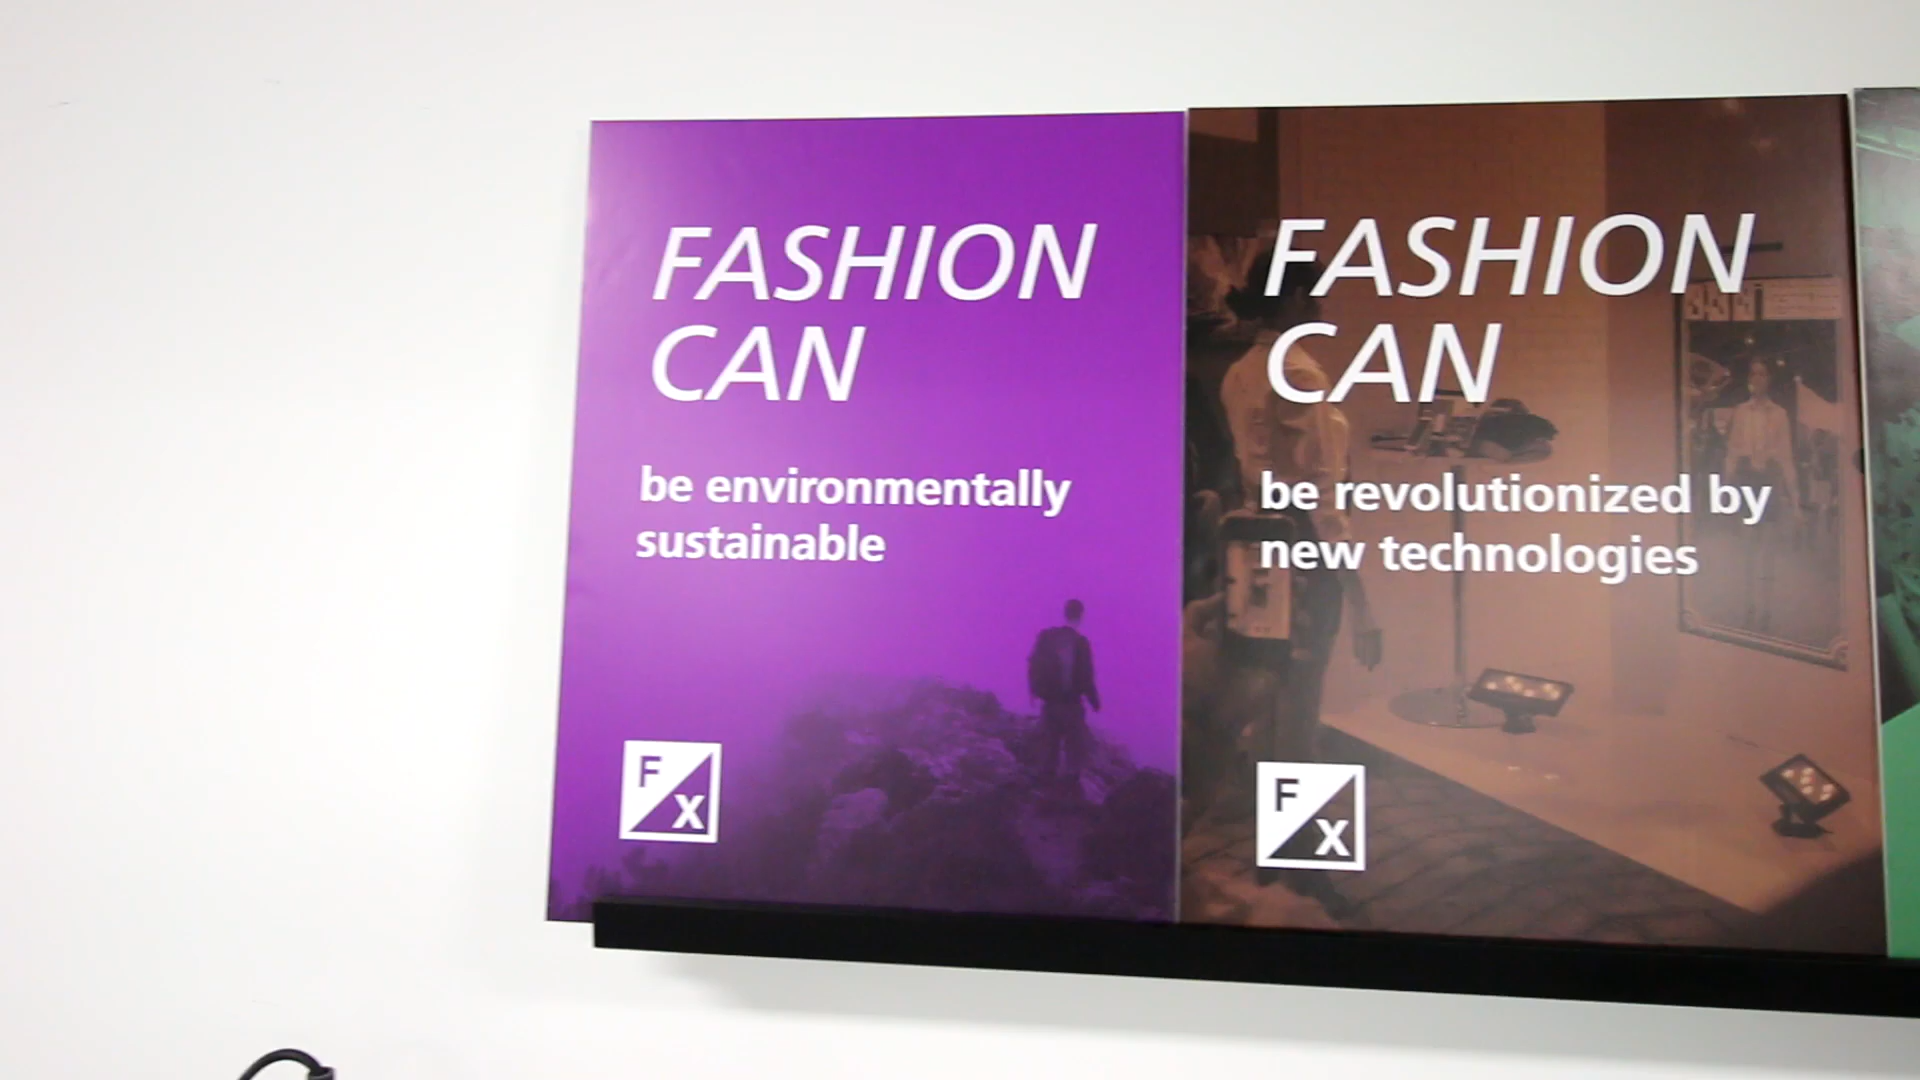 FASHION
CAN
be environmentally
sustainable
F
X
FASHION
CAN
be revolutionized by
new technologies
F
X